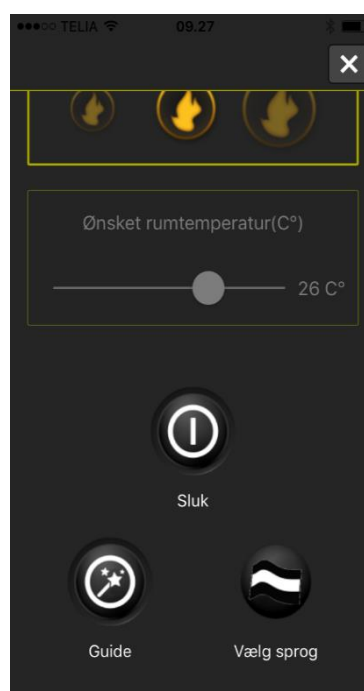 TELIA 09.27
Ønsket rumtemperatur(C°)
26 C°
Sluk
Guide Vælg sprog